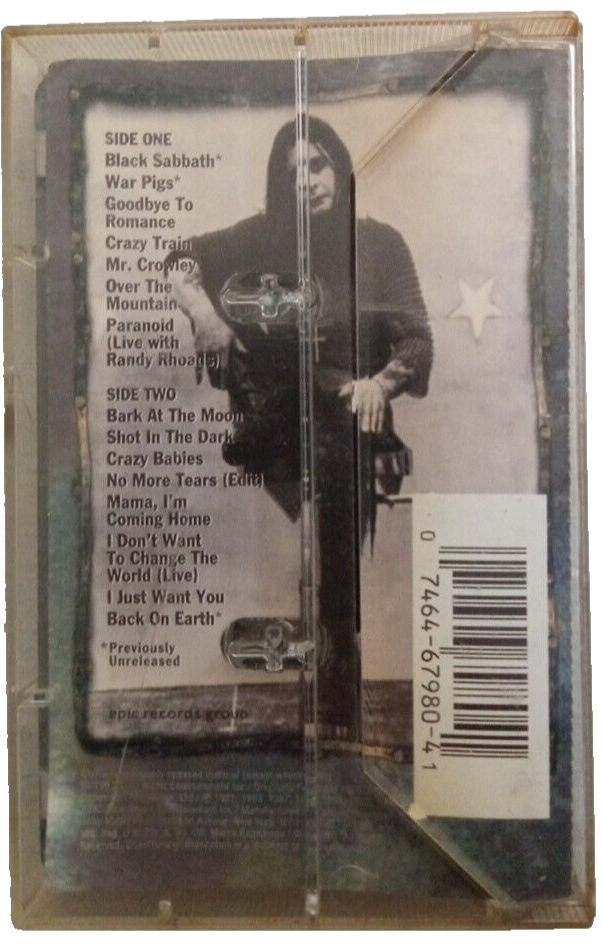 SIDE ONE
Black Sabbath*
War Pigs*
Goodbye To
Romance
Crazy Train
Mr. Crowley
Over The
Mountain
Paranoid
(Live with
Randy Rhoads)
SIDE TWO
Bark At The Moon
Shot In The Dark
Crazy Babies
No More Tears (Edit)
Mama, I'm
Coming Home
I Don't Want
To Change The
World (Live)
I Just Want You
Back On Earth*
*Previously
Unreleased
epic records group
0 7464-67980-4 1